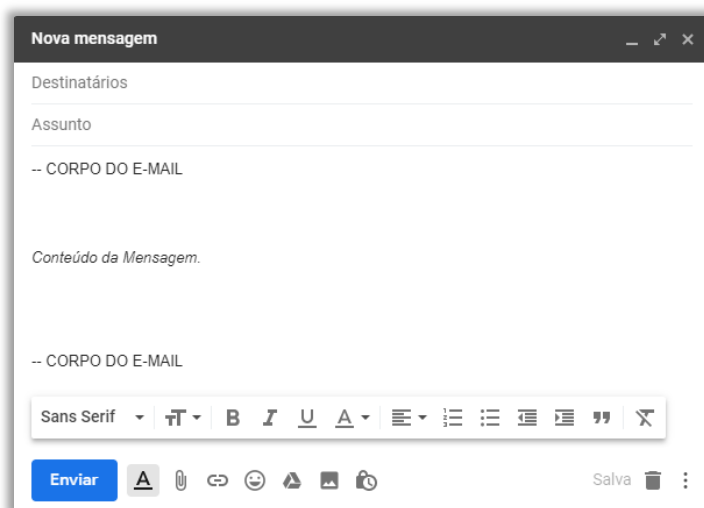 Nova mensagem
Destinatários
Assunto
-- CORPO DO E-MAIL
Conteúdo da Mensagem.
-- CORPO DO E-MAIL
Sans Serif B I U A
Enviar A Salva